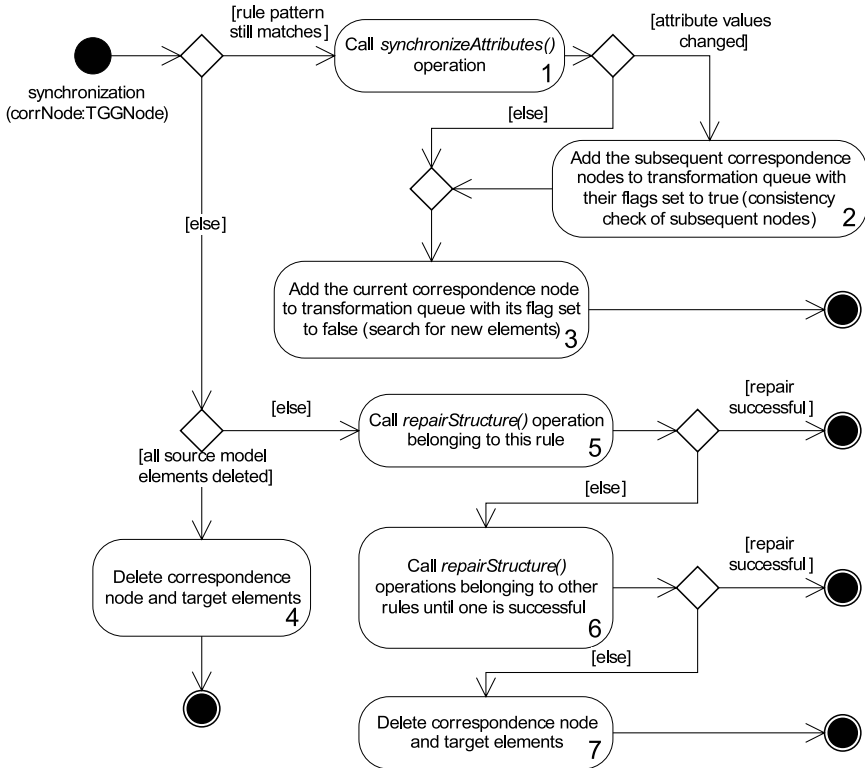 [rule pattern
still matches]
[attribute values
changed]
Call synchronizeAttributes()
operation
1
synchronization
(corrNode:TGGNode)
[else]
Add the subsequent correspondence
nodes to transformation queue with
their flags set to true (consistency
check of subsequent nodes)
2
[else]
Add the current correspondence node
to transformation queue with its flag set
to false (search for new elements)
3
[else]
[repair
successful]
Call repairStructure() operation
belonging to this rule
5
[all source model
elements deleted]
[else]
Delete correspondence
node and target elements
4
Call repairStructure()
operations belonging to other
rules until one is successful
6
[repair
successful]
[else]
Delete correspondence node
and target elements
7